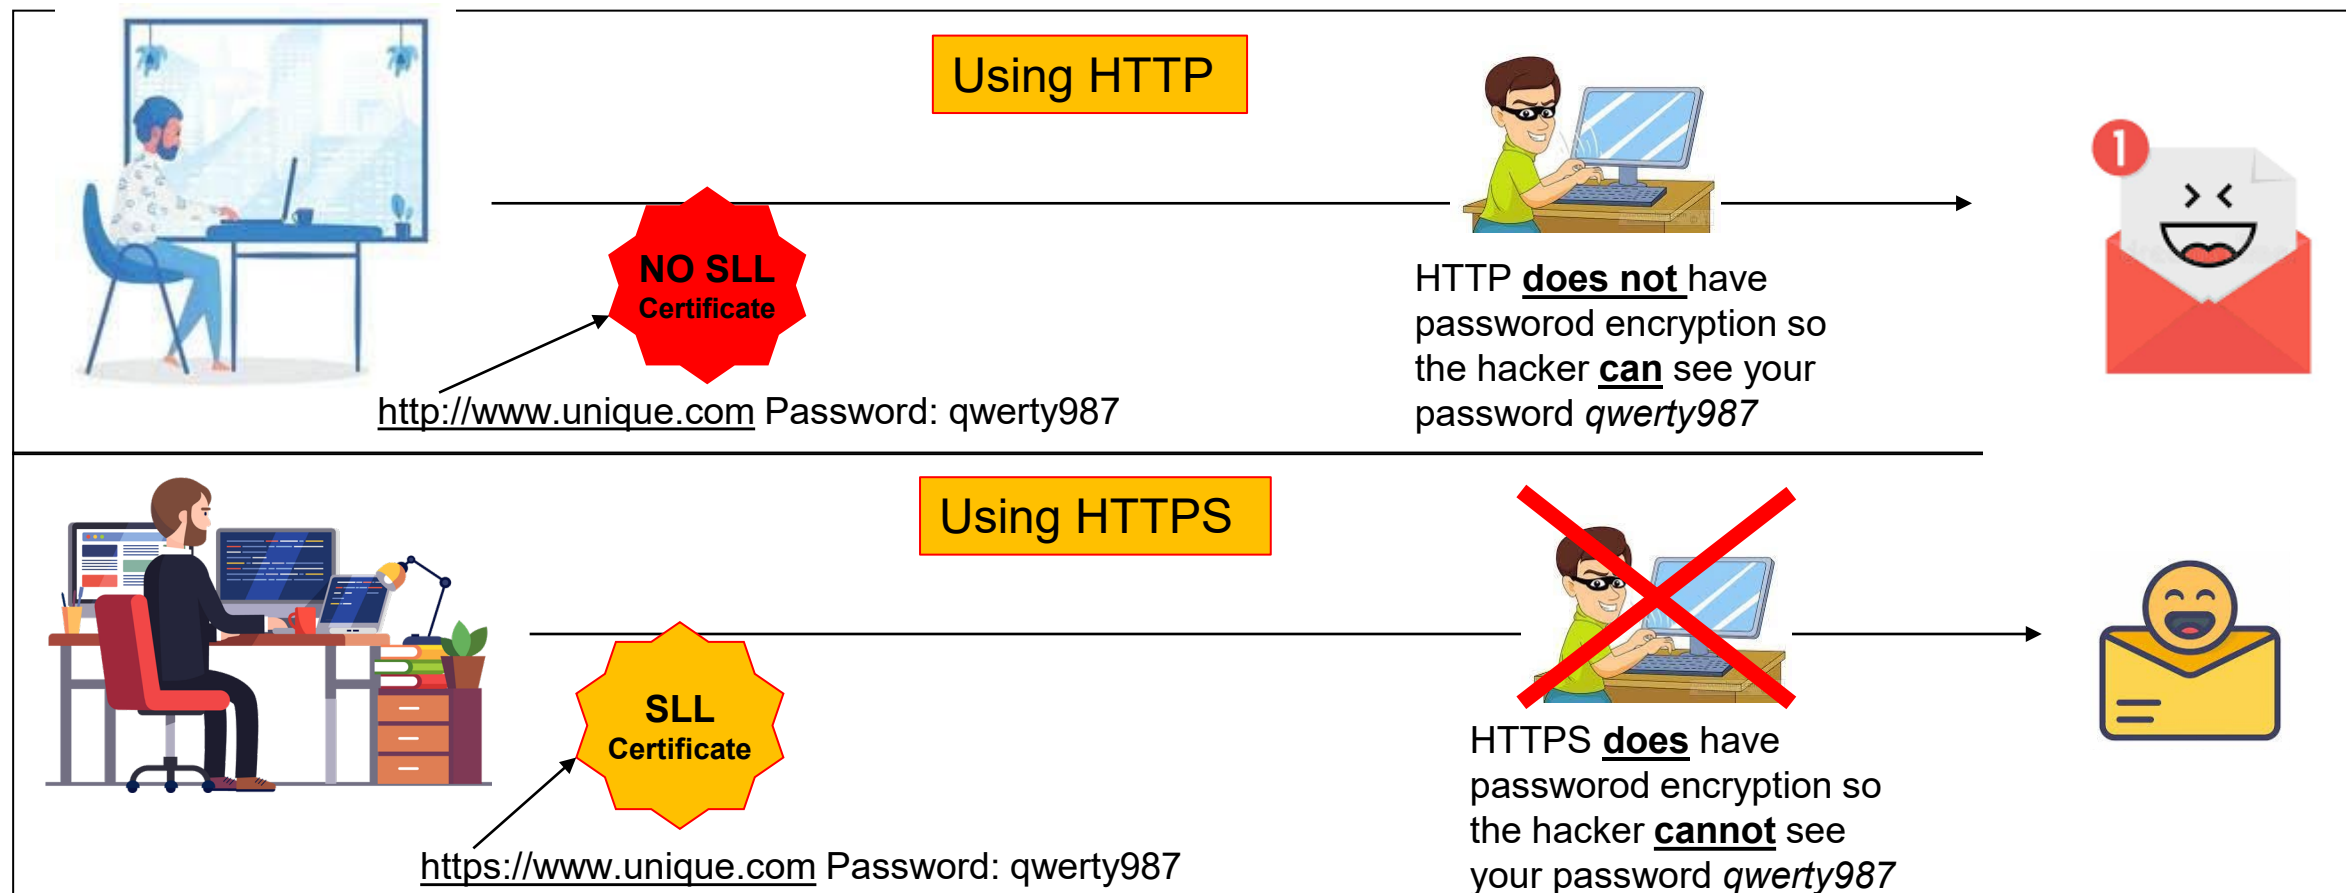 Using HTTP
1
NO SLL
Certificate
HTTP does not have
passworod encryption so
the hacker can see your
password qwerty987
http://www.unique.com Password: qwerty987
Using HTTPS
SLL
Certificate
HTTPS does have
passworod encryption so
the hacker cannot see
your password qwerty987
https://www.unique.com Password: qwerty987